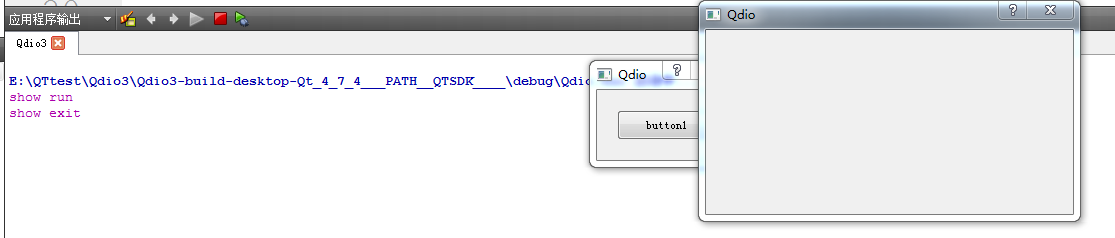 应用程序输出
Qdio3
E:\QTtest\Qdio3\Qdio3-build-desktop-Qt_4_7_4___PATH__QTSDK____\debug\Qdio
show run
show exit
Qdio
button1
Qdio